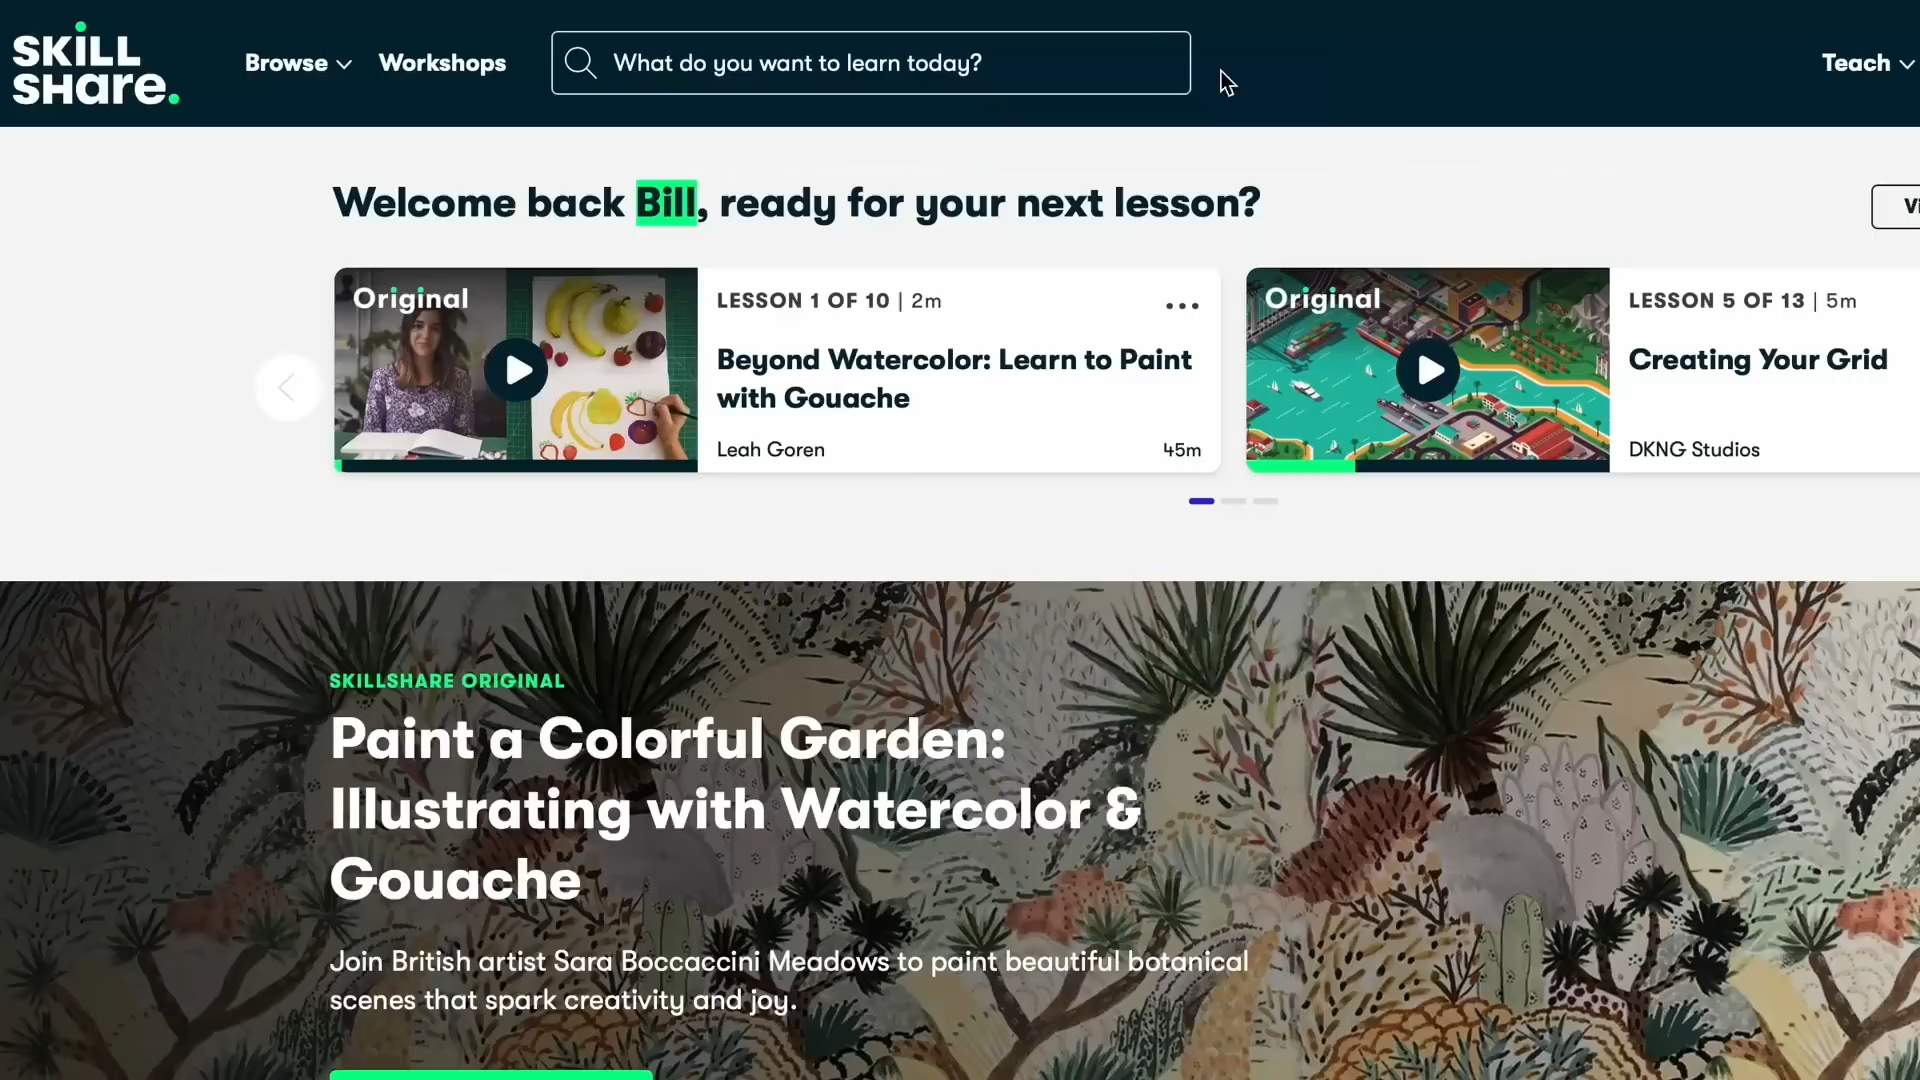 SKILL
SHare.
Browse
Workshops
What do you want to learn today?
Teach
Welcome back Bill, ready for your next lesson?
Original
LESSON 1 OF 10 | 2m
Beyond Watercolor: Learn to Paint
with Gouache
Leah Goren
45m
Original
LESSON 5 OF 13 | 5m
Creating Your Grid
DKNG Studios
SKILLSHARE ORIGINAL
Paint a Colorful Garden:
Illustrating with Watercolor &
Gouache
Join British artist Sara Boccaccini Meadows to paint beautiful botanical
scenes that spark creativity and joy.